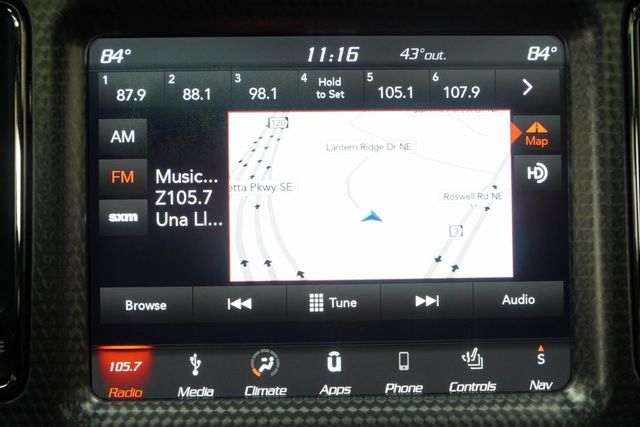 84° 11:16 43°out. 84°
1 87.9 2 88.1 3 98.1 4 Hold to Set 5 105.1 6 107.9
AM
FM
sxm
Music...
Z105.7
Una Ll...
120
Lantern Ridge Dr NE
etta Pkwy SE
Roswell Rd NE
3
Map
HD
Browse Tune Audio
105.7 u S
Radio Media Climate Apps Phone Controls Nav